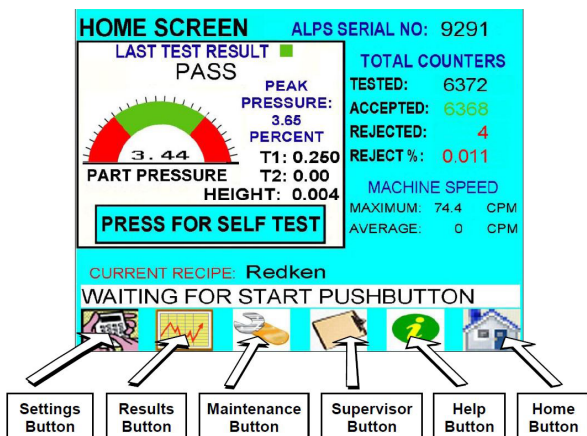 HOME SCREEN ALPS SERIAL NO: 9291
LAST TEST RESULT
PASS
PEAK
PRESSURE:
3.65
PERCENT
3.44
PART PRESSURE
T1: 0.250
T2: 0.00
HEIGHT: 0.004
PRESS FOR SELF TEST
TOTAL COUNTERS
TESTED: 6372
ACCEPTED: 6368
REJECTED: 4
REJECT %: 0.011
MACHINE SPEED
MAXIMUM: 74.4 CPM
AVERAGE: 0 CPM
CURRENT RECIPE: Redken
WAITING FOR START PUSHBUTTON
Settings
Button
Results
Button
Maintenance
Button
Supervisor
Button
Help
Button
Home
Button